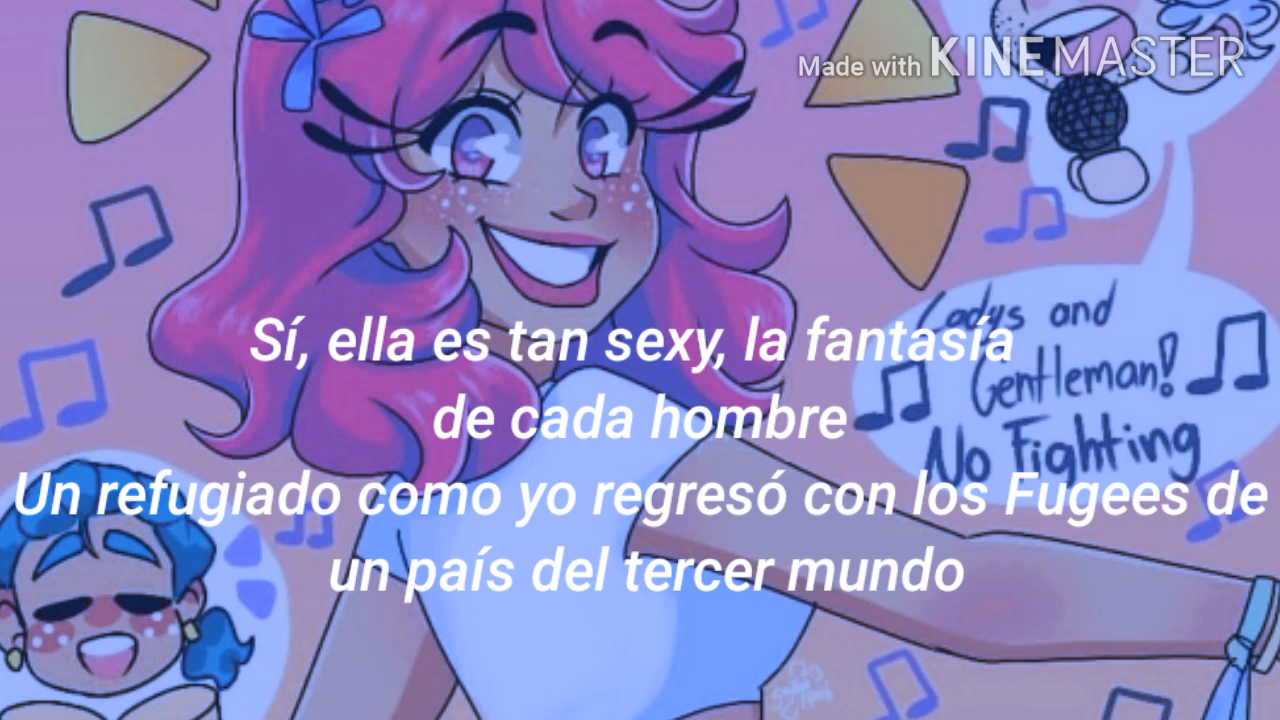 Made with KINEMASTER
Ladys and
Gentleman!
No Fighting
Sí, ella es tan sexy, la fantasía
de cada hombre
Un refugiado como yo regresó con los Fugees de
un país del tercer mundo